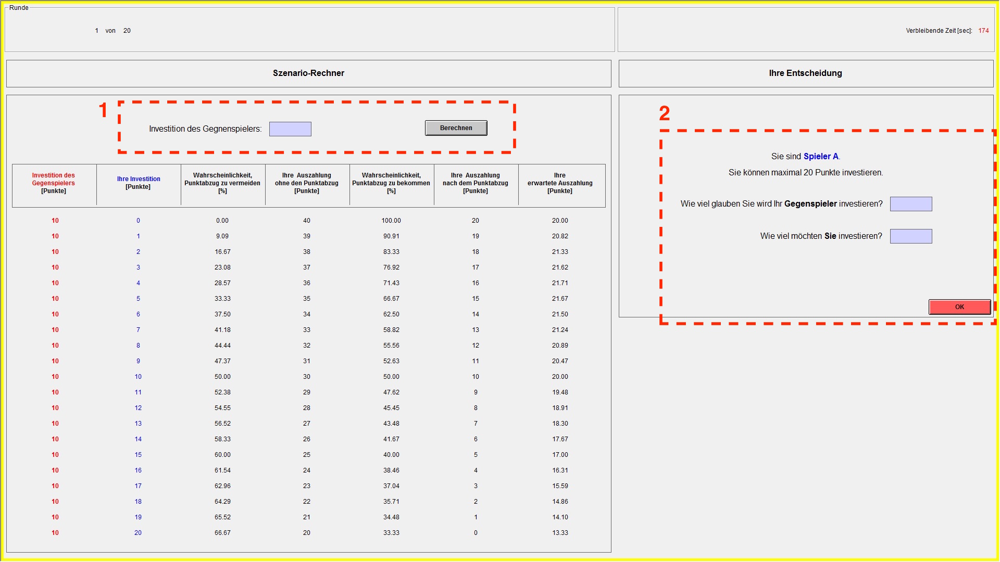 Runde
1 von 20
Verbleibende Zeit [sec]: 174
Szenario-Rechner
Ihre Entscheidung
1
Investition des Gegnenspielers:
Berechnen
2
Sie sind Spieler A.
Sie können maximal 20 Punkte investieren.
Wie viel glauben Sie wird Ihr Gegenspieler investieren?
Wie viel möchten Sie investieren?
OK
Investition des
Gegenspielers
[Punkte]
Ihre Investition
[Punkte]
Wahrscheinlichkeit,
Punktabzug zu vermeiden
[%]
Ihre Auszahlung
ohne den Punktabzug
[Punkte]
Wahrscheinlichkeit,
Punktabzug zu bekommen
[%]
Ihre Auszahlung
nach dem Punktabzug
[Punkte]
Ihre
erwartete Auszahlung
[Punkte]
10 0 0.00 40 100.00 20 20.00
10 1 9.09 39 90.91 19 20.82
10 2 16.67 38 83.33 18 21.33
10 3 23.08 37 76.92 17 21.62
10 4 28.57 36 71.43 16 21.71
10 5 33.33 35 66.67 15 21.67
10 6 37.50 34 62.50 14 21.50
10 7 41.18 33 58.82 13 21.24
10 8 44.44 32 55.56 12 20.89
10 9 47.37 31 52.63 11 20.47
10 10 50.00 30 50.00 10 20.00
10 11 52.38 29 47.62 9 19.48
10 12 54.55 28 45.45 8 18.91
10 13 56.52 27 43.48 7 18.30
10 14 58.33 26 41.67 6 17.67
10 15 60.00 25 40.00 5 17.00
10 16 61.54 24 38.46 4 16.31
10 17 62.96 23 37.04 3 15.59
10 18 64.29 22 35.71 2 14.86
10 19 65.52 21 34.48 1 14.10
10 20 66.67 20 33.33 0 13.33